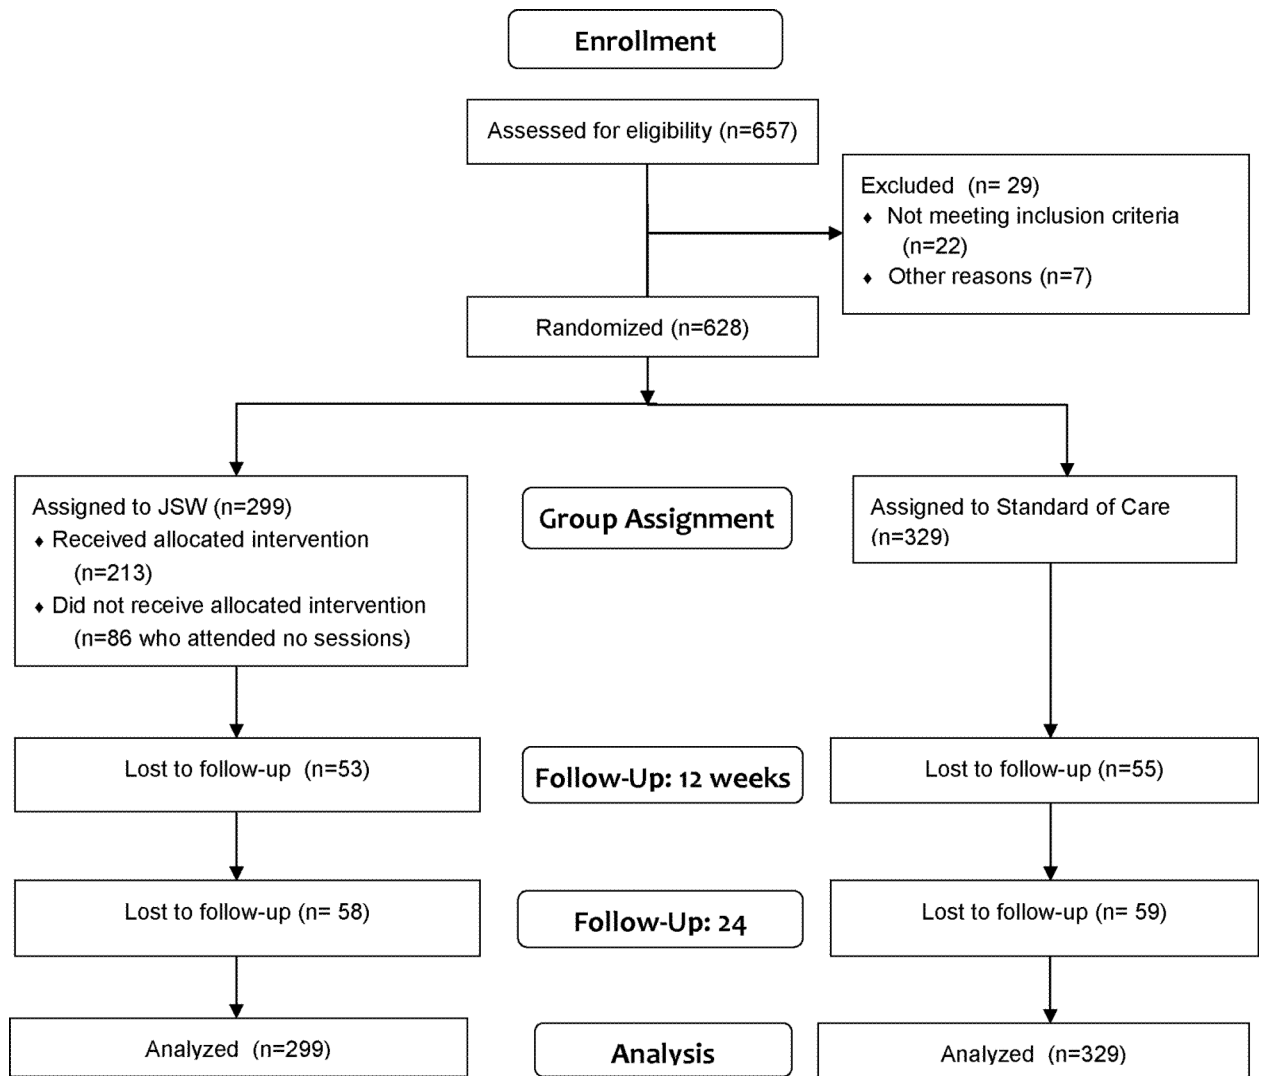 Enrollment
Assessed for eligibility (n=657)
Excluded  (n= 29)
♦ Not meeting inclusion criteria
(n=22)
♦ Other reasons (n=7)
Randomized (n=628)
Assigned to JSW (n=299)
♦ Received allocated intervention
(n=213)
♦ Did not receive allocated intervention
(n=86 who attended no sessions)
Group Assignment
Assigned to Standard of Care
(n=329)
Lost to follow-up  (n=53)
Follow-Up: 12 weeks
Lost to follow-up (n=55)
Lost to follow-up (n= 58)
Follow-Up: 24
Lost to follow-up (n= 59)
Analyzed  (n=299)
Analysis
Analyzed  (n=329)